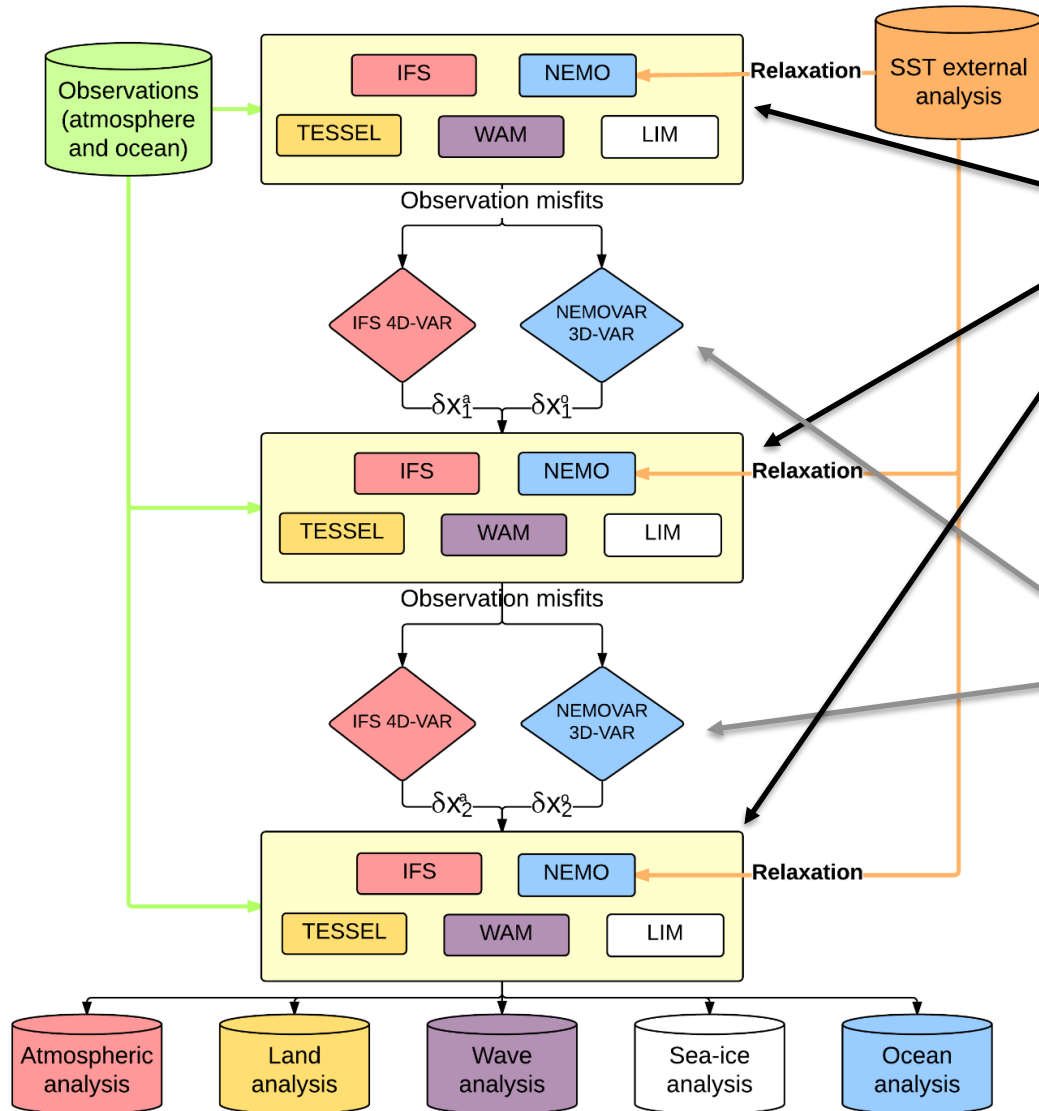 Observations
(atmosphere
and ocean)
IFS
NEMO
Relaxation
SST external
analysis
TESSEL
WAM
LIM
Observation misfits
IFS 4D-VAR
NEMOVAR
3D-VAR
δx₁ᵃ
δx₁ᵒ
IFS
NEMO
Relaxation
TESSEL
WAM
LIM
Observation misfits
IFS 4D-VAR
NEMOVAR
3D-VAR
δx₂ᵃ
δx₂ᵒ
IFS
NEMO
Relaxation
TESSEL
WAM
LIM
Atmospheric
analysis
Land
analysis
Wave
analysis
Sea-ice
analysis
Ocean
analysis